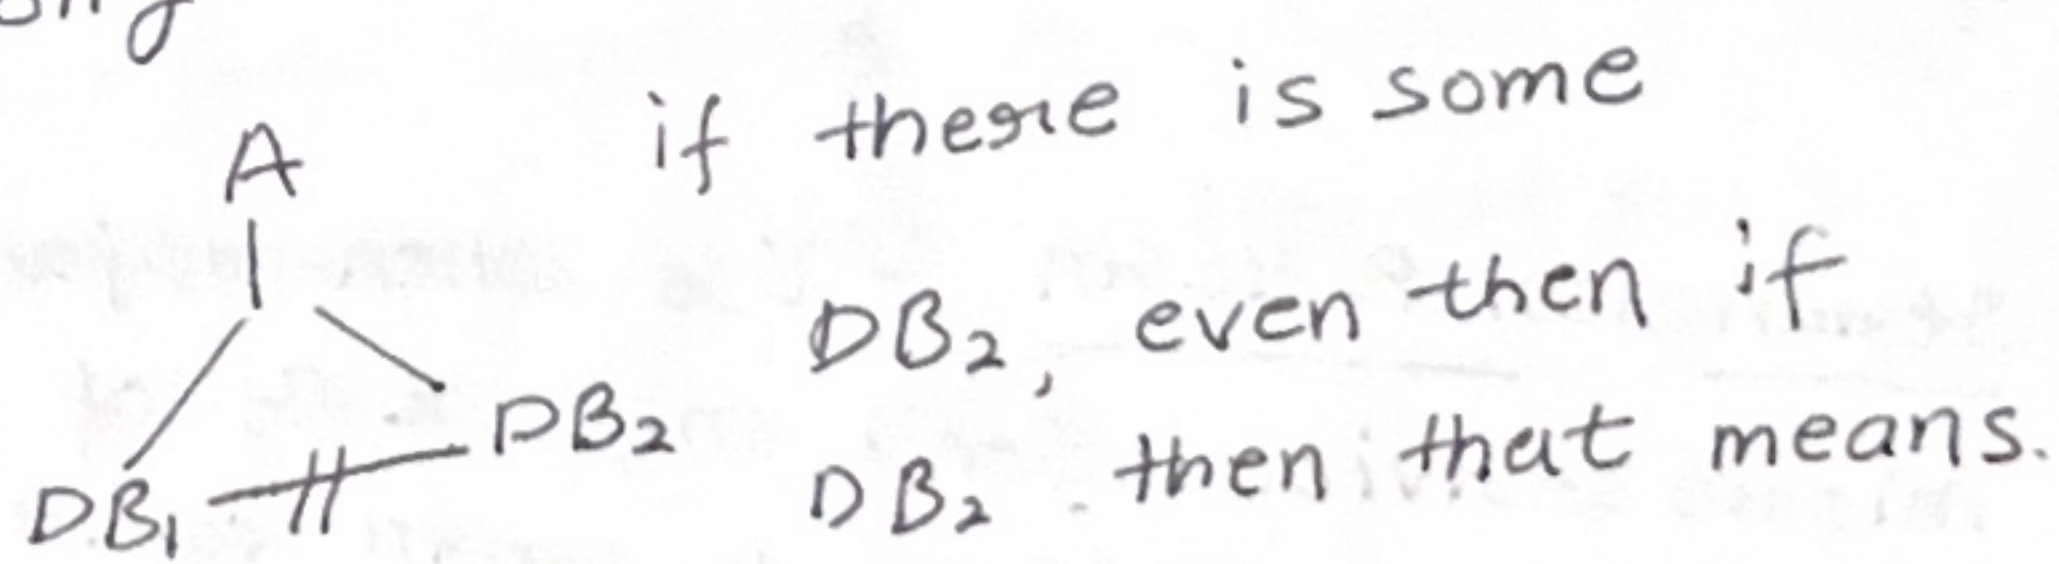 A
if there is some
DB2, even then if
DB2
DB1
DB2 . then that means.